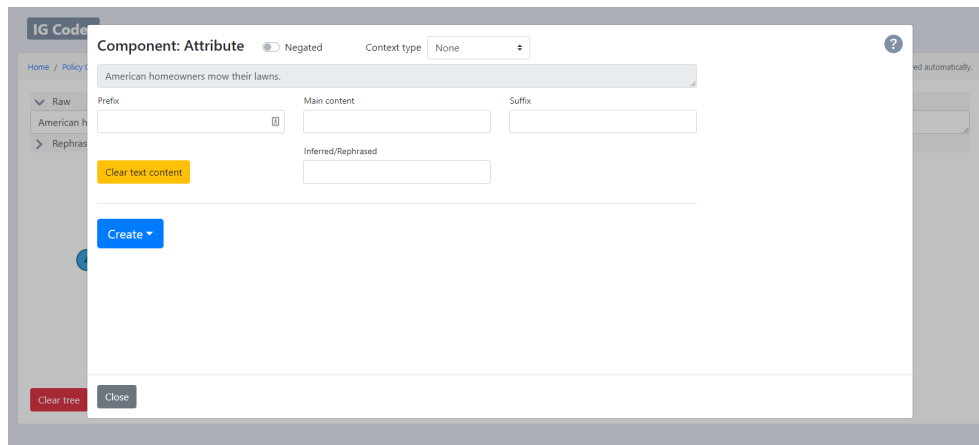 IG Code
Component: Attribute
Negated
Context type
None
?
Home / Policy
ved automatically.
American homeowners mow their lawns.
Raw
Prefix
Main content
Suffix
American h
Rephras
Inferred/Rephrased
Clear text content
Create
A
Clear tree
Close